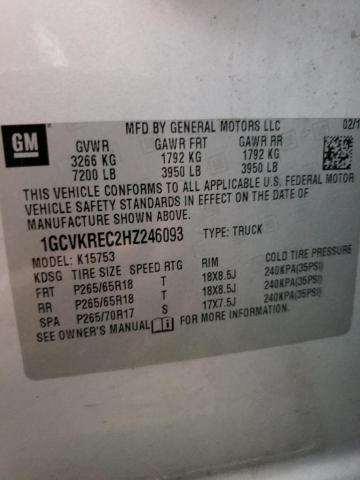 GM
MFD BY GENERAL MOTORS LLC 02/1
GVWR GAWR FRT GAWR RR
3266 KG 1792 KG 1792 KG
7200 LB 3950 LB 3950 LB
THIS VEHICLE CONFORMS TO ALL APPLICABLE U.S. FEDERAL MOTOR
VEHICLE SAFETY STANDARDS IN EFFECT ON THE DATE OF
MANUFACTURE SHOWN ABOVE.
1GCVKREC2HZ246093 TYPE: TRUCK
MODEL: K15753
KDSG TIRE SIZE SPEED RTG RIM COLD TIRE PRESSURE
FRT P265/65R18 T 18X8.5J 240KPA(35PSI)
RR P265/65R18 T 18X8.5J 240KPA(35PSI)
SPA P265/70R17 S 17X7.5J 240KPA(35PSI)
SEE OWNER'S MANUAL FOR MORE INFORMATION.